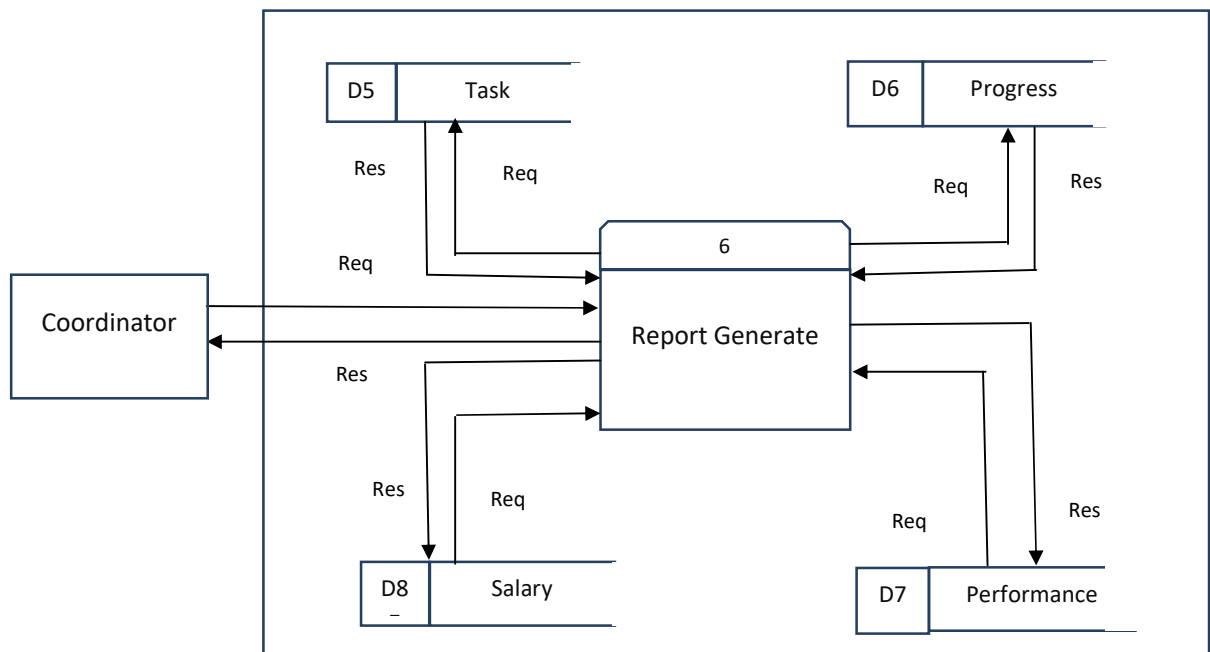 D5
Task
D6
Progress
Res
Req
Req
Res
6
Req
Coordinator
Report Generate
Res
Res
Req
Req
Res
D8
Salary
D7
Performance